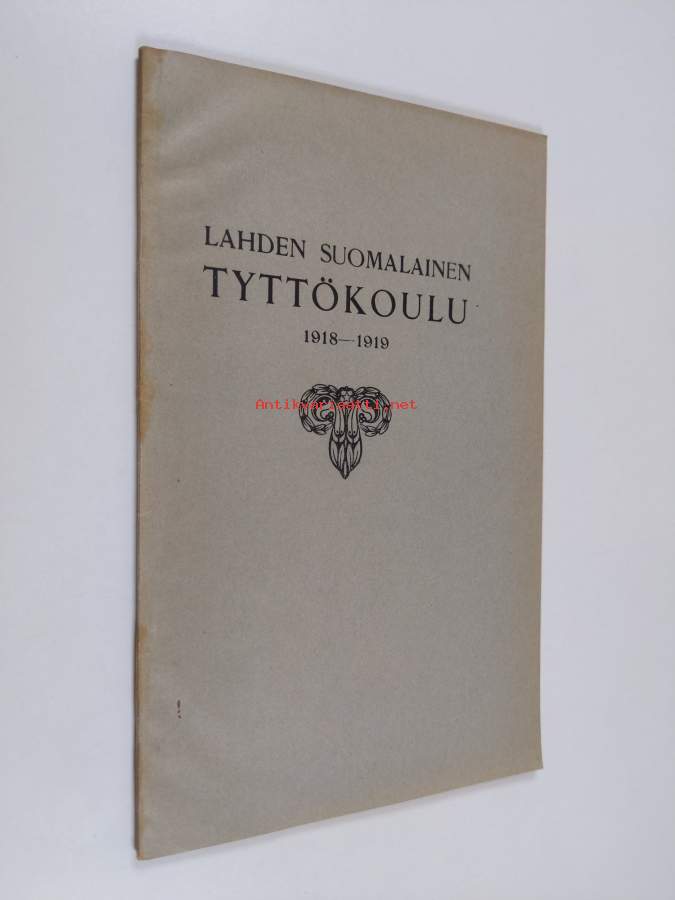 LAHDEN SUOMALAINEN
TYTTÖKOULU
1918—1919
Antikvariaatti.net